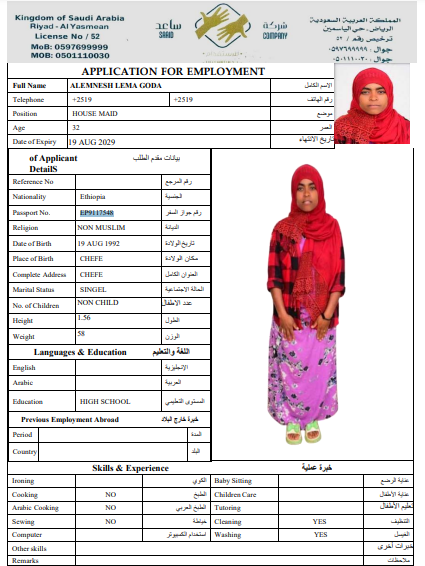 Kingdom of Saudi Arabia
Riyad - Al Yasmean
License No / 52
MoB: 0597699999
MOB: 0501110030
ساعد
SAAID
شركة
COMPANY
المملكة العربية السعودية
الرياض، حي الياسمين
ترخيص رقم / ٥٢
جوال: ٠٥٩٧٦٩٩٩٩٩
جوال: ٠٥٠١١١٠٠٣٠
APPLICATION FOR EMPLOYMENT
Full Name ALEMNESH LEMA GODA الاسم الكامل
Telephone +2519 +2519 رقم الهاتف
Position HOUSE MAID موضع
Age 32 العمر
Date of Expiry 19 AUG 2029 تاريخ الإنتهاء
of Applicant بيانات مقدم الطلب
DetailS
Reference No رقم المرجع
Nationality Ethiopia الجنسية
Passport No. EP9117548 رقم جواز السفر
Religion NON MUSLIM الديانة
Date of Birth 19 AUG 1992 تاريخ الولادة
Place of Birth CHEFE مكان الولادة
Complete Address CHEFE العنوان الكامل
Marital Status SINGEL الحالة الاجتماعية
No. of Children NON CHILD عدد الاطفال
Height 1.56 الطول
Weight 58 الوزن
Languages & Education اللغة والتعليم
English الإنجليزية
Arabic العربية
Education HIGH SCHOOL المستوى التعليمي
Previous Employment Abroad خبرة خارج البلاد
Period المدة
Country البلد
Skills & Experience خبرة عملية
Ironing الكوي Baby Sitting عناية الرضع
Cooking NO الطبخ Children Care عناية الأطفال
Arabic Cooking NO الطبخ العربي Tutoring تعليم الأطفال
Sewing NO خياطة Cleaning YES التنظيف
Computer استخدام الكمبيوتر Washing YES الغسيل
Other skills خبرات أخرى
Remarks ملاحظات